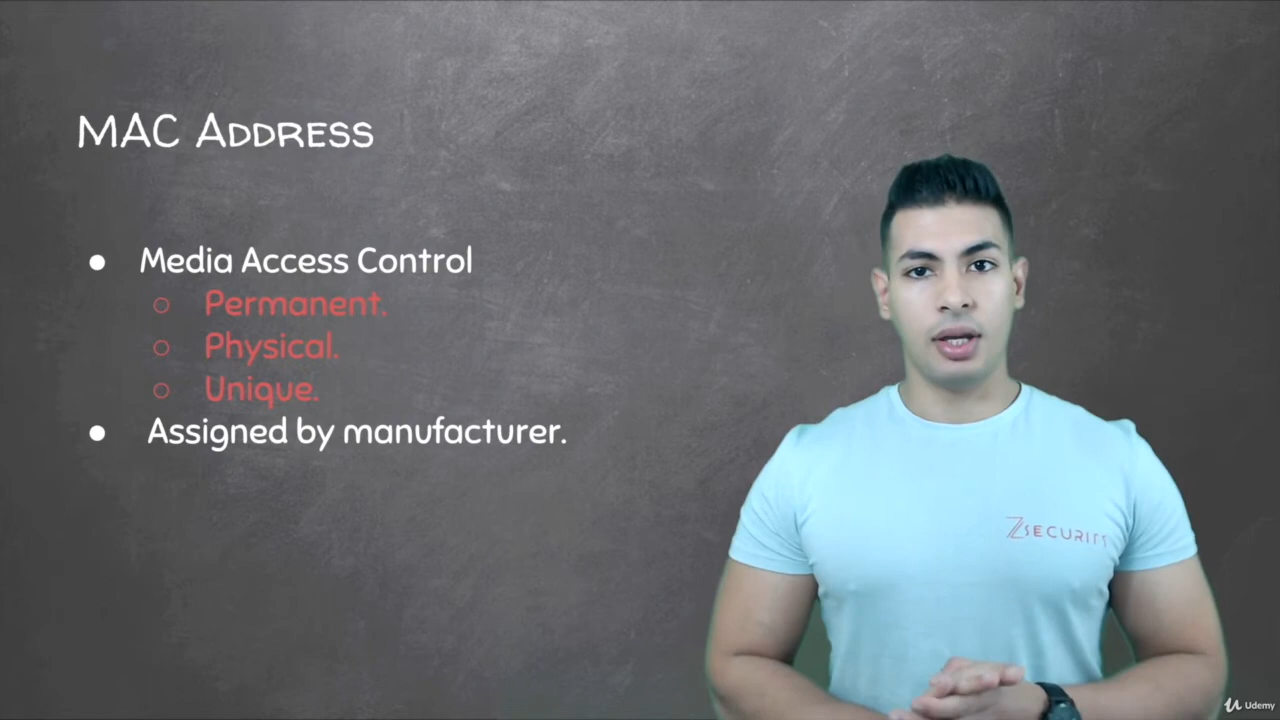 MAC Address
● Media Access Control
○ Permanent.
○ Physical.
○ Unique.
● Assigned by manufacturer.
ZSECURITY
Udemy